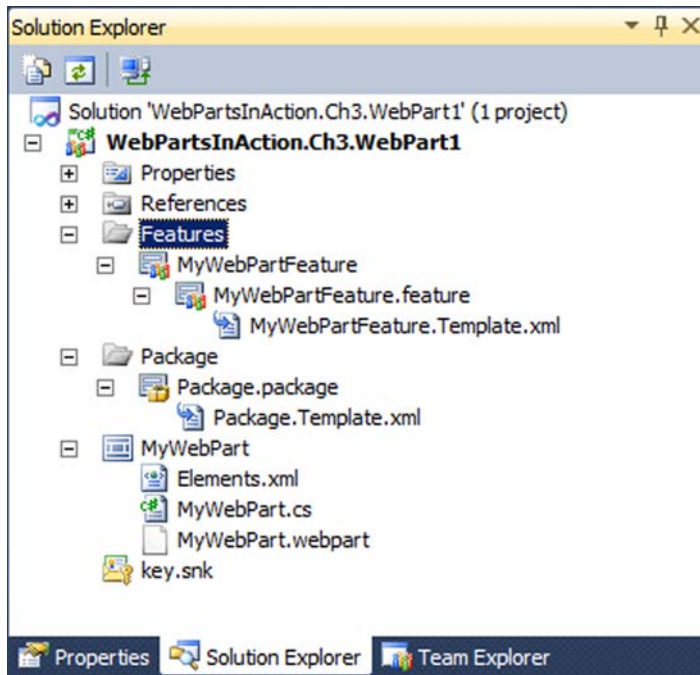 Solution Explorer
Solution 'WebPartsInAction.Ch3.WebPart1' (1 project)
WebPartsInAction.Ch3.WebPart1
Properties
References
Features
MyWebPartFeature
MyWebPartFeature.feature
MyWebPartFeature.Template.xml
Package
Package.package
Package.Template.xml
MyWebPart
Elements.xml
MyWebPart.cs
MyWebPart.webpart
key.snk
Properties Solution Explorer Team Explorer